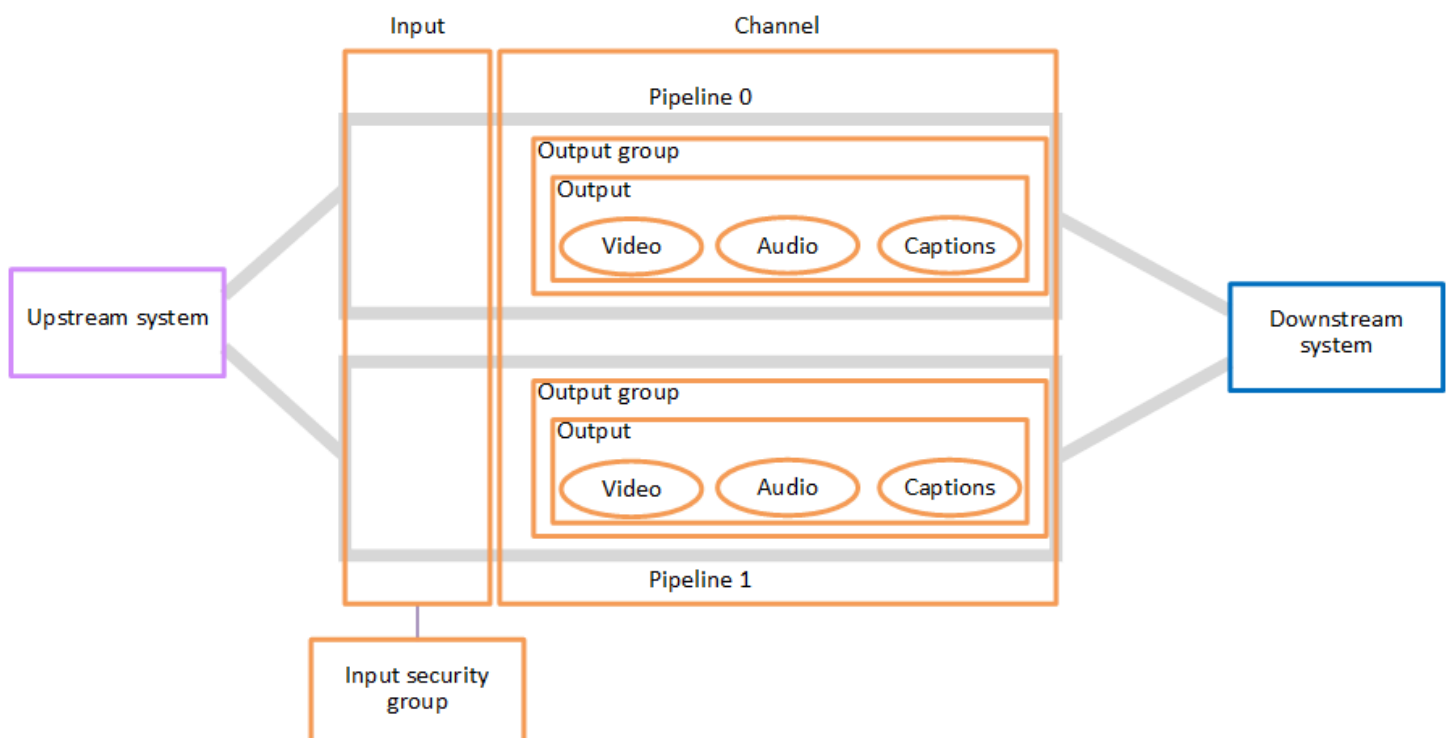 Input
Channel
Pipeline 0
Output group
Output
Video
Audio
Captions
Upstream system
Downstream
system
Output group
Output
Video
Audio
Captions
Pipeline 1
Input security
group